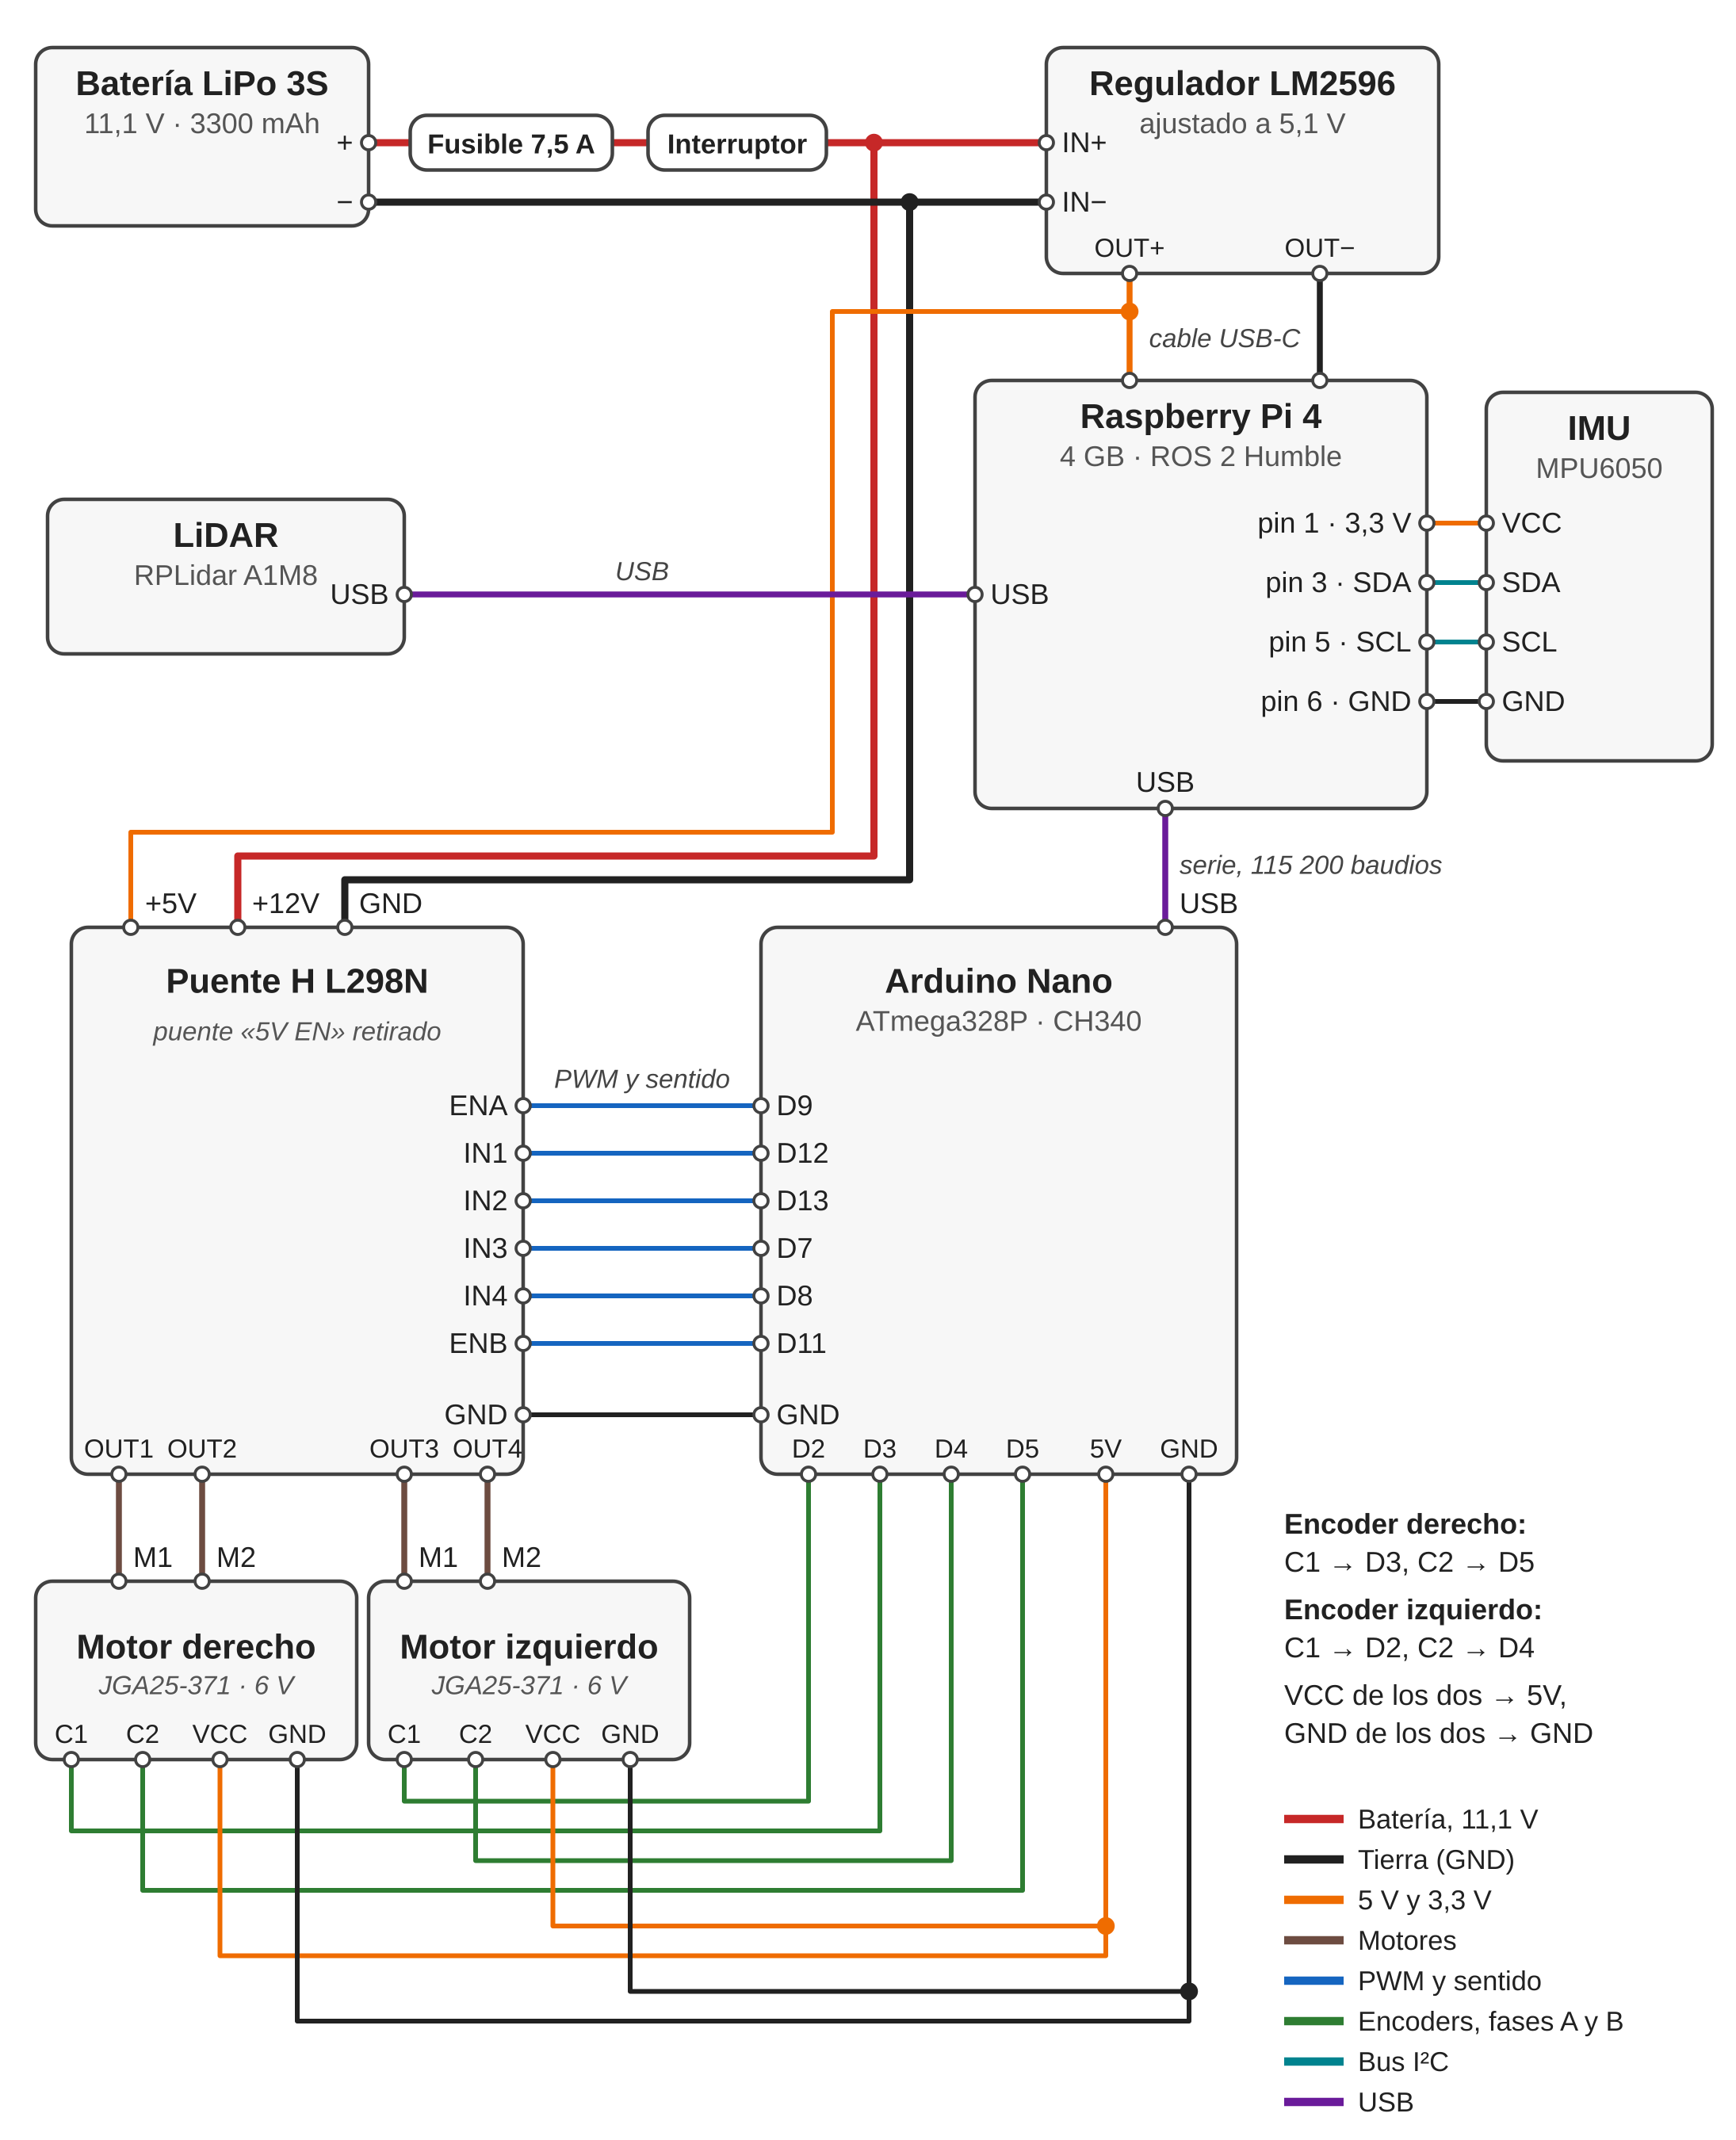 Batería LiPo 3S
11,1 V · 3300 mAh
+
−
Fusible 7,5 A
Interruptor
Regulador LM2596
ajustado a 5,1 V
IN+
IN−
OUT+ OUT−
cable USB-C
Raspberry Pi 4
4 GB · ROS 2 Humble
pin 1 · 3,3 V
pin 3 · SDA
pin 5 · SCL
pin 6 · GND
USB
USB
IMU
MPU6050
VCC
SDA
SCL
GND
LiDAR
RPLidar A1M8
USB
USB
serie, 115 200 baudios
USB
+5V +12V GND
Puente H L298N
puente «5V EN» retirado
ENA
IN1
IN2
IN3
IN4
ENB
GND
OUT1 OUT2 OUT3 OUT4
PWM y sentido
Arduino Nano
ATmega328P · CH340
D9
D12
D13
D7
D8
D11
GND
D2 D3 D4 D5 5V GND
M1 M2 M1 M2
Motor derecho
JGA25-371 · 6 V
C1 C2 VCC GND
Motor izquierdo
JGA25-371 · 6 V
C1 C2 VCC GND
Encoder derecho:
C1 → D3, C2 → D5
Encoder izquierdo:
C1 → D2, C2 → D4
VCC de los dos → 5V,
GND de los dos → GND
Batería, 11,1 V
Tierra (GND)
5 V y 3,3 V
Motores
PWM y sentido
Encoders, fases A y B
Bus I²C
USB